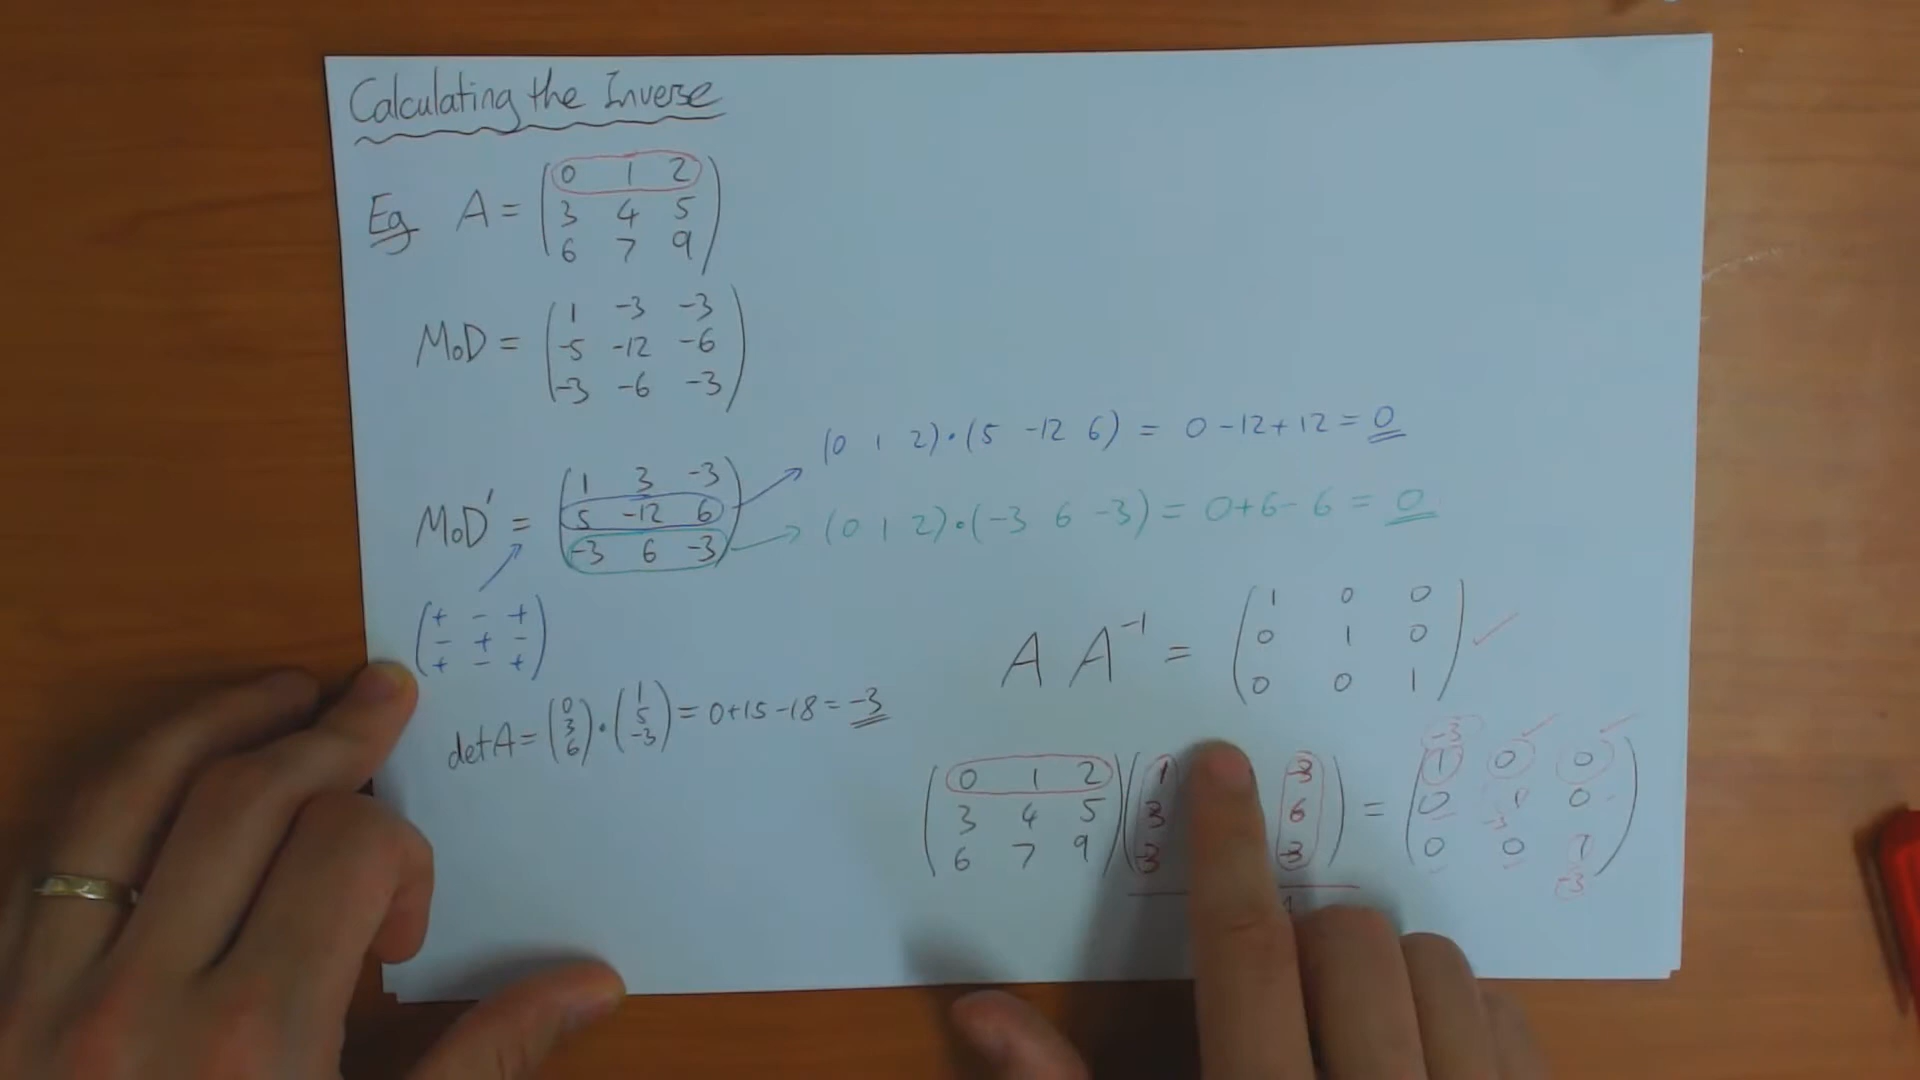 Calculating the Inverse
Eg A = (0 1 2
3 4 5
6 7 9)
MoD = (1 -3 -3
-5 -12 -6
-3 -6 -3)
MoD' = (1 3 -3
5 -12 6
-3 6 -3)
(0 1 2)·(5 -12 6) = 0-12+12 = 0
(0 1 2)·(-3 6 -3) = 0+6-6 = 0
(+ - +
- + -
+ - +)
det A = (0 3 6)·(1 5 -3) = 0+15-18 = -3
A A⁻¹ = (1 0 0
0 1 0
0 0 1) ✓
(0 1 2
3 4 5
6 7 9)(1 -3
3 6
-3 -3) = (1 0 0
0 1 0
0 0 1)
-3
-3
-3